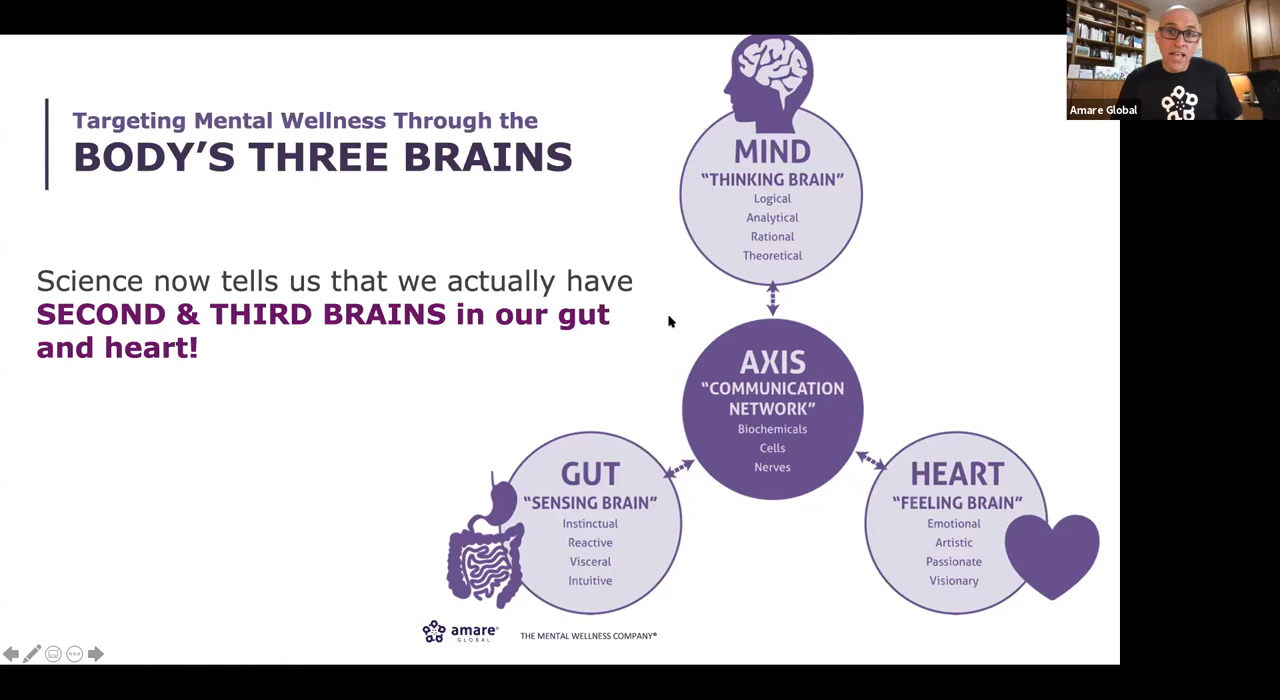 Targeting Mental Wellness Through the
BODY'S THREE BRAINS
Science now tells us that we actually have
SECOND & THIRD BRAINS in our gut
and heart!
MIND
“THINKING BRAIN”
Logical
Analytical
Rational
Theoretical
AXIS
“COMMUNICATION
NETWORK”
Biochemicals
Cells
Nerves
GUT
“SENSING BRAIN”
Instinctual
Reactive
Visceral
Intuitive
HEART
“FEELING BRAIN”
Emotional
Artistic
Passionate
Visionary
amare®
GLOBAL
THE MENTAL WELLNESS COMPANY®
Amare Global